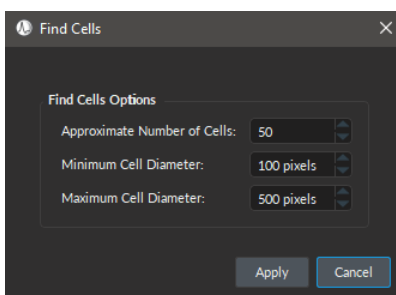 Find Cells
Find Cells Options
Approximate Number of Cells: 50
Minimum Cell Diameter: 100 pixels
Maximum Cell Diameter: 500 pixels
Apply Cancel